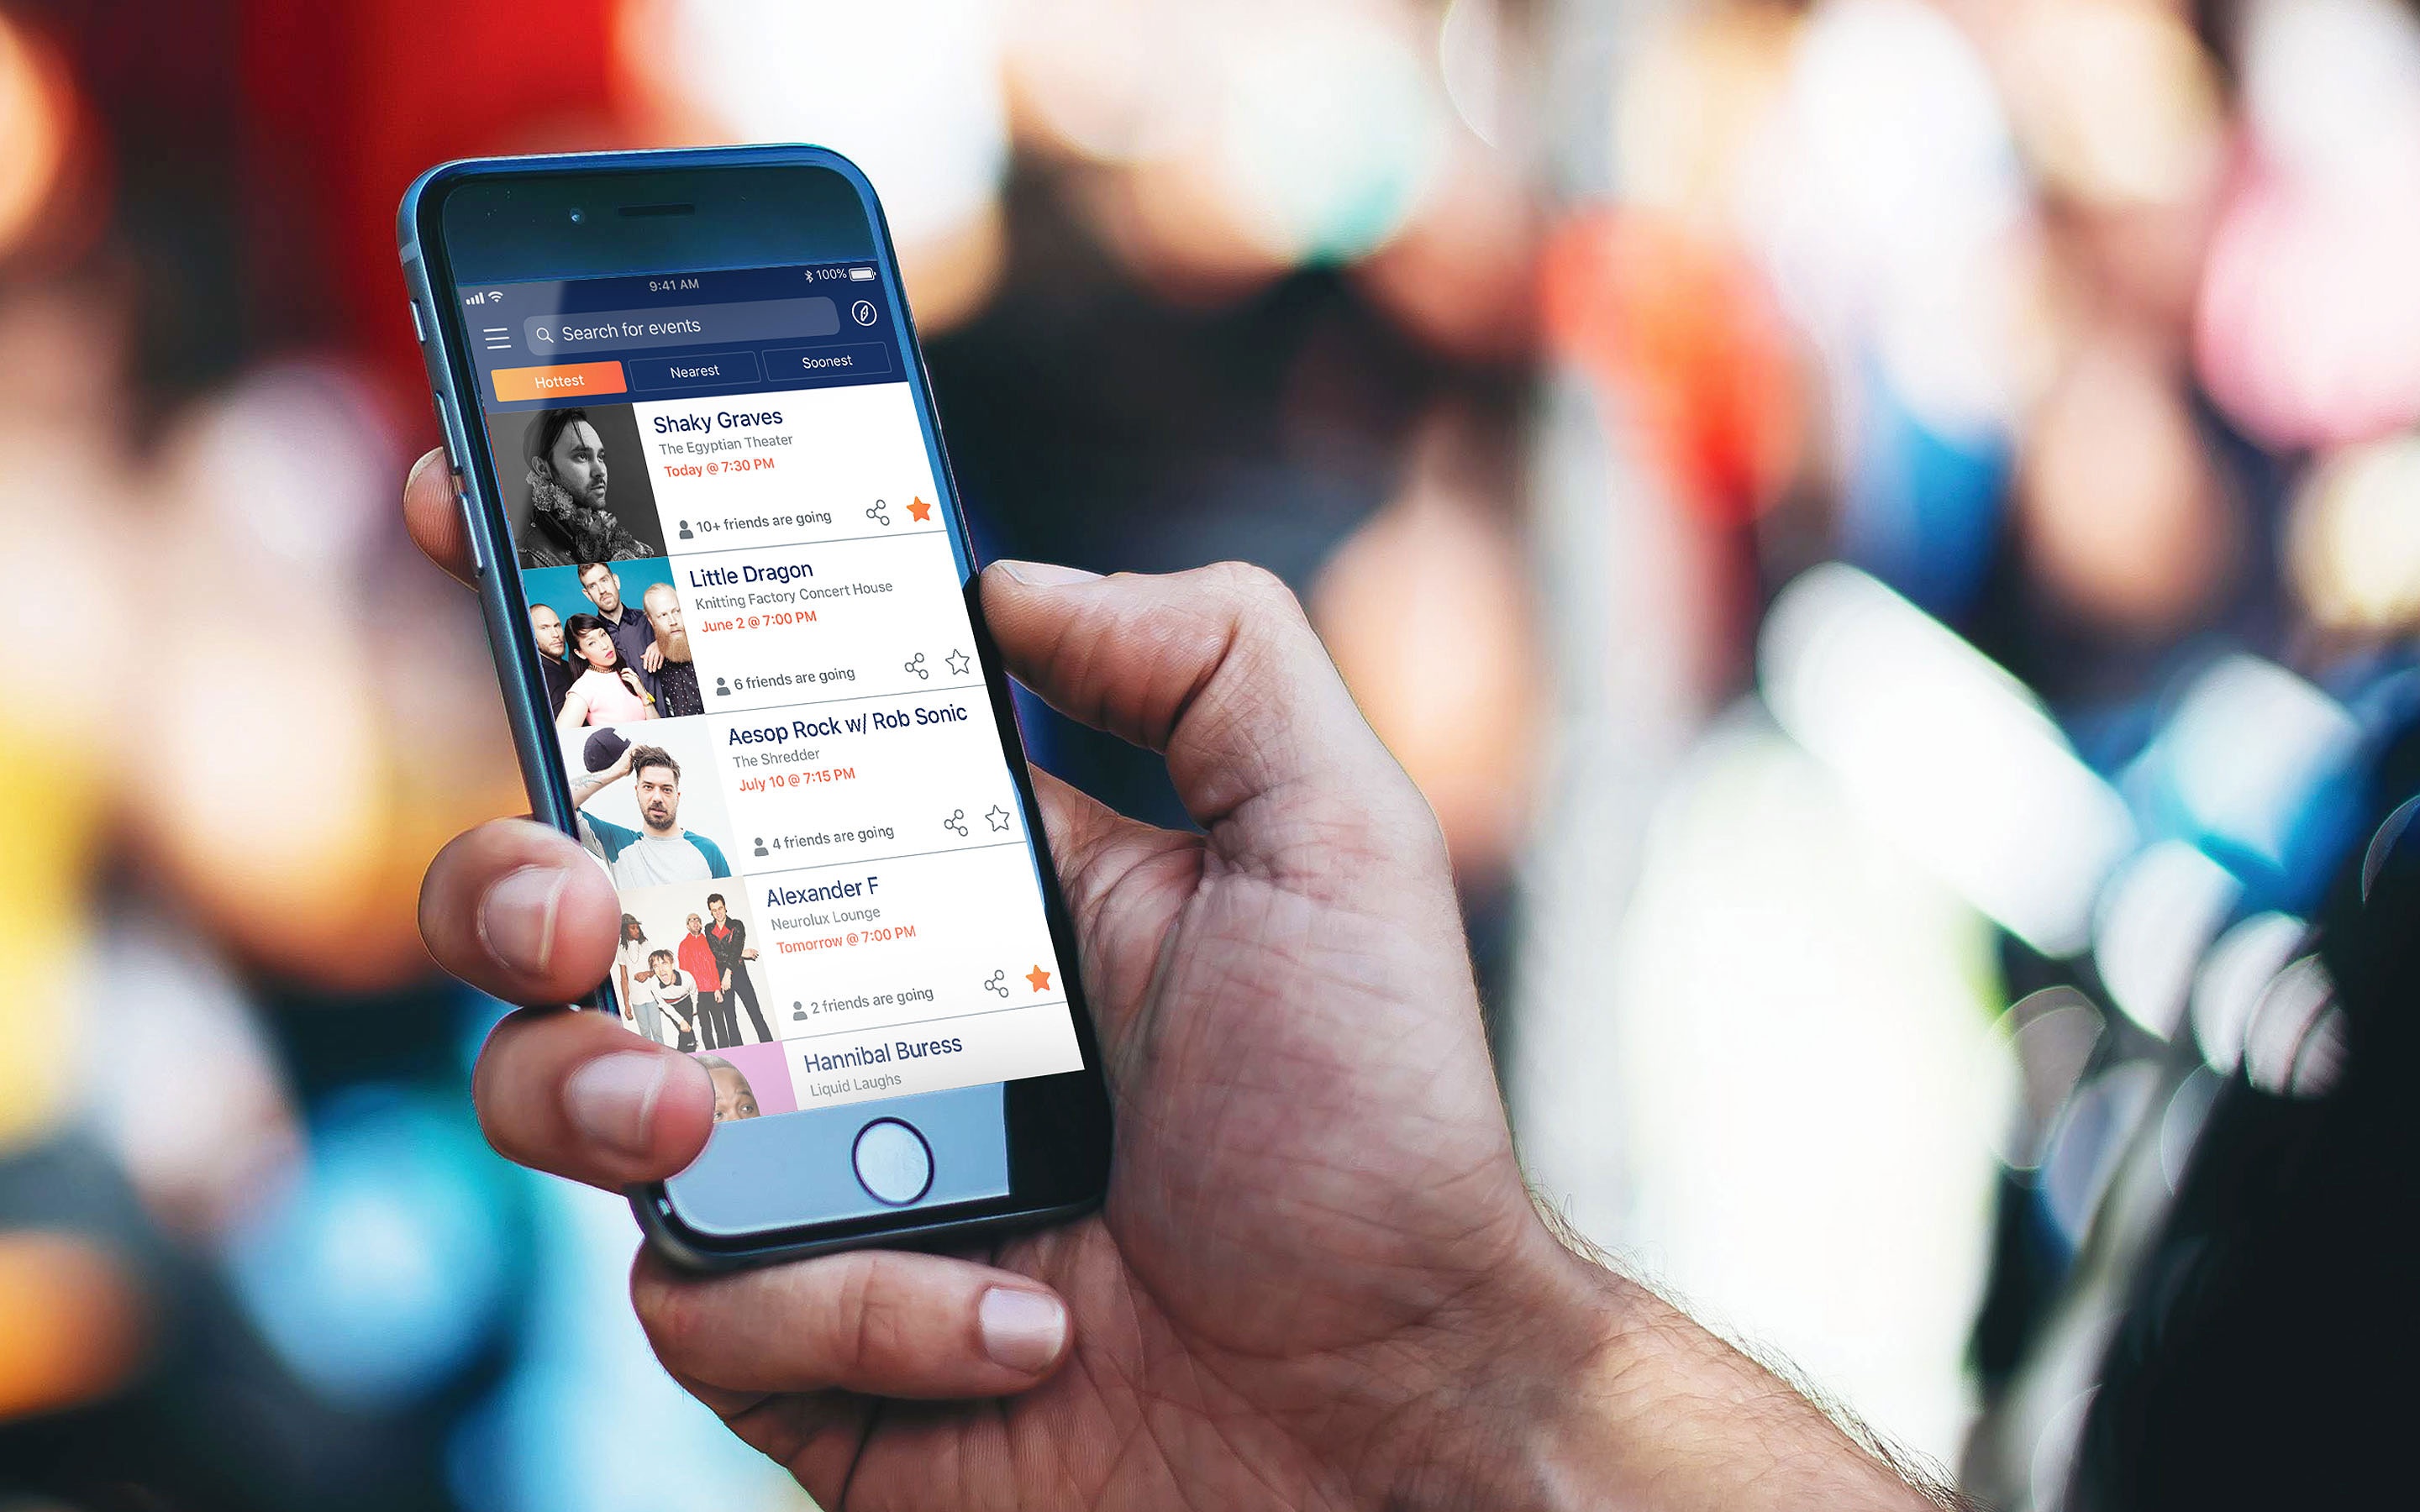 9:41 AM
100%
Search for events
Hottest
Nearest
Soonest
Shaky Graves
The Egyptian Theater
Today @ 7:30 PM
10+ friends are going
Little Dragon
Knitting Factory Concert House
June 2 @ 7:00 PM
6 friends are going
Aesop Rock w/ Rob Sonic
The Shredder
July 10 @ 7:15 PM
4 friends are going
Alexander F
Neurolux Lounge
Tomorrow @ 7:00 PM
2 friends are going
Hannibal Buress
Liquid Laughs